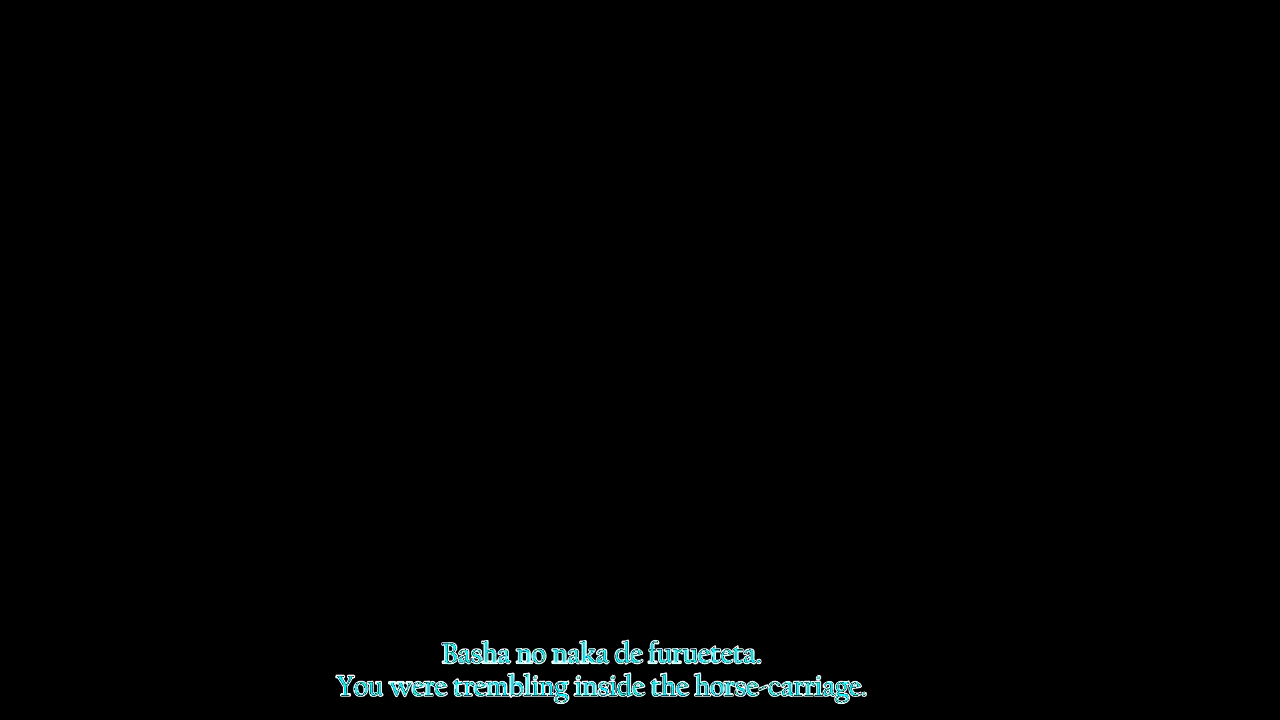 Basha no naka de furueteta.
You were trembling inside the horse-carriage.